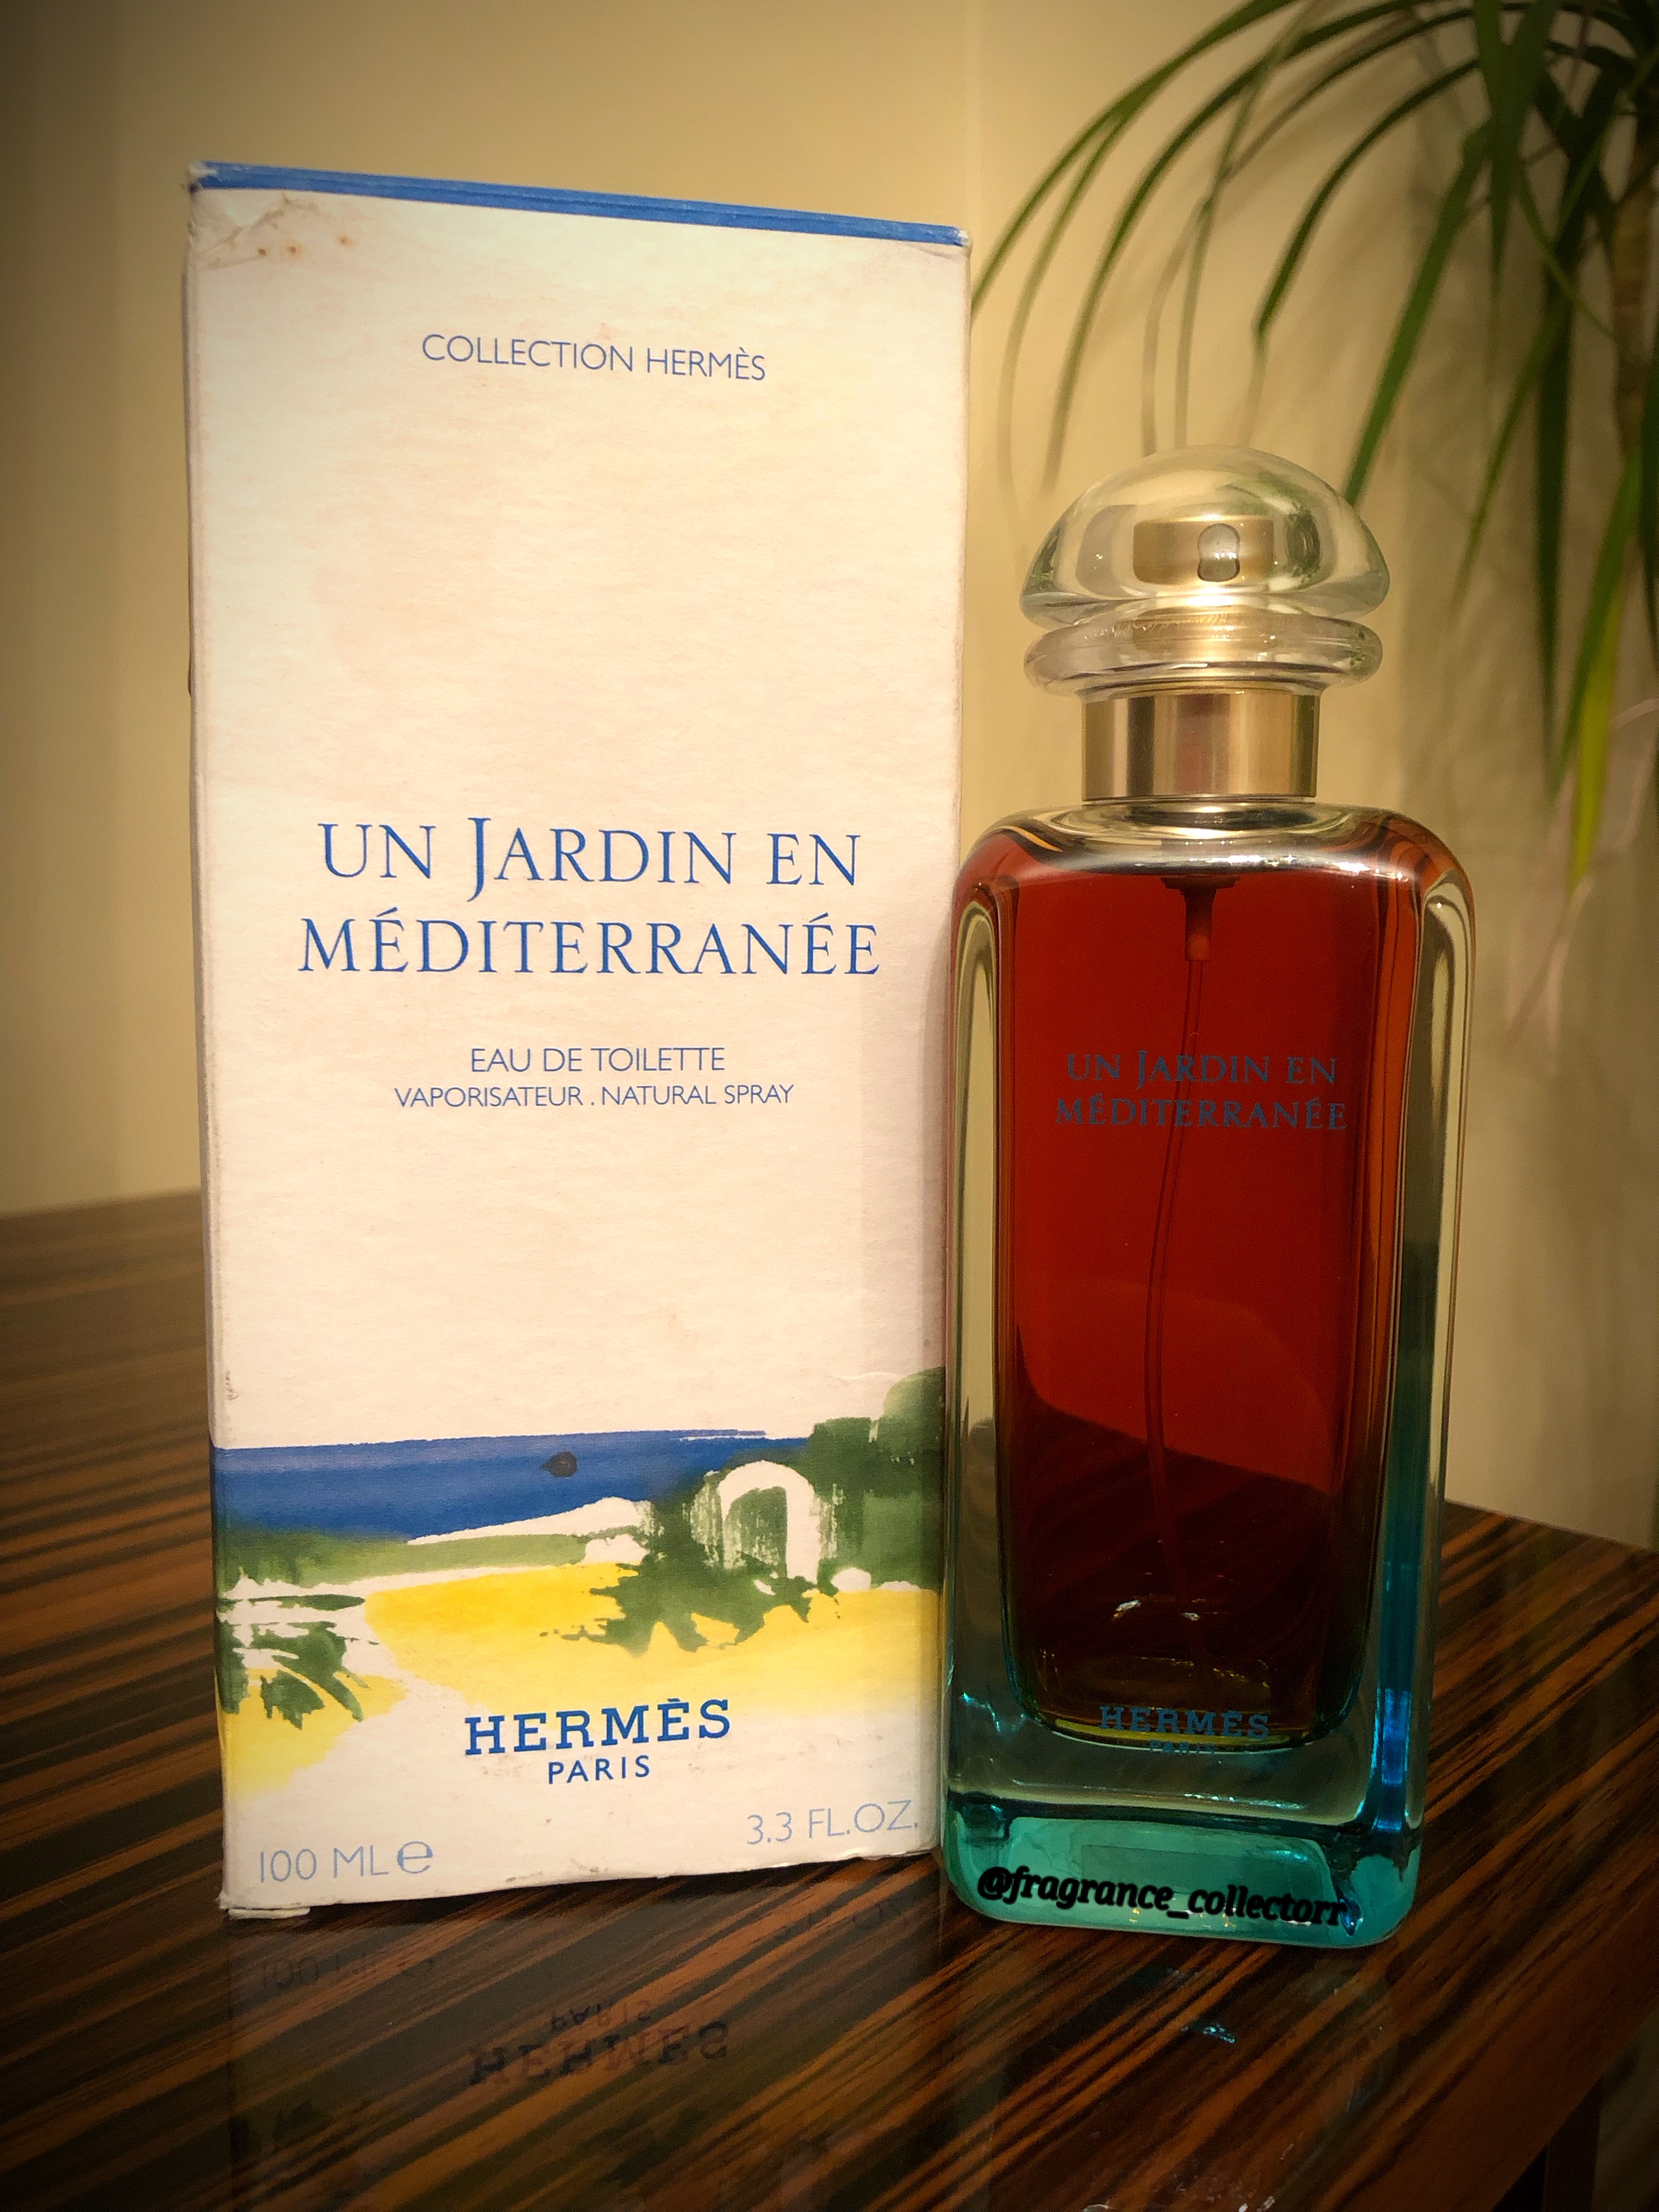 COLLECTION HERMÈS
UN JARDIN EN
MÉDITERRANÉE
EAU DE TOILETTE
VAPORISATEUR . NATURAL SPRAY
HERMÈS
PARIS
100 ML e
3.3 FL.OZ.
UN JARDIN EN
MÉDITERRANÉE
HERMÈS
PARIS
@fragrance_collectorr